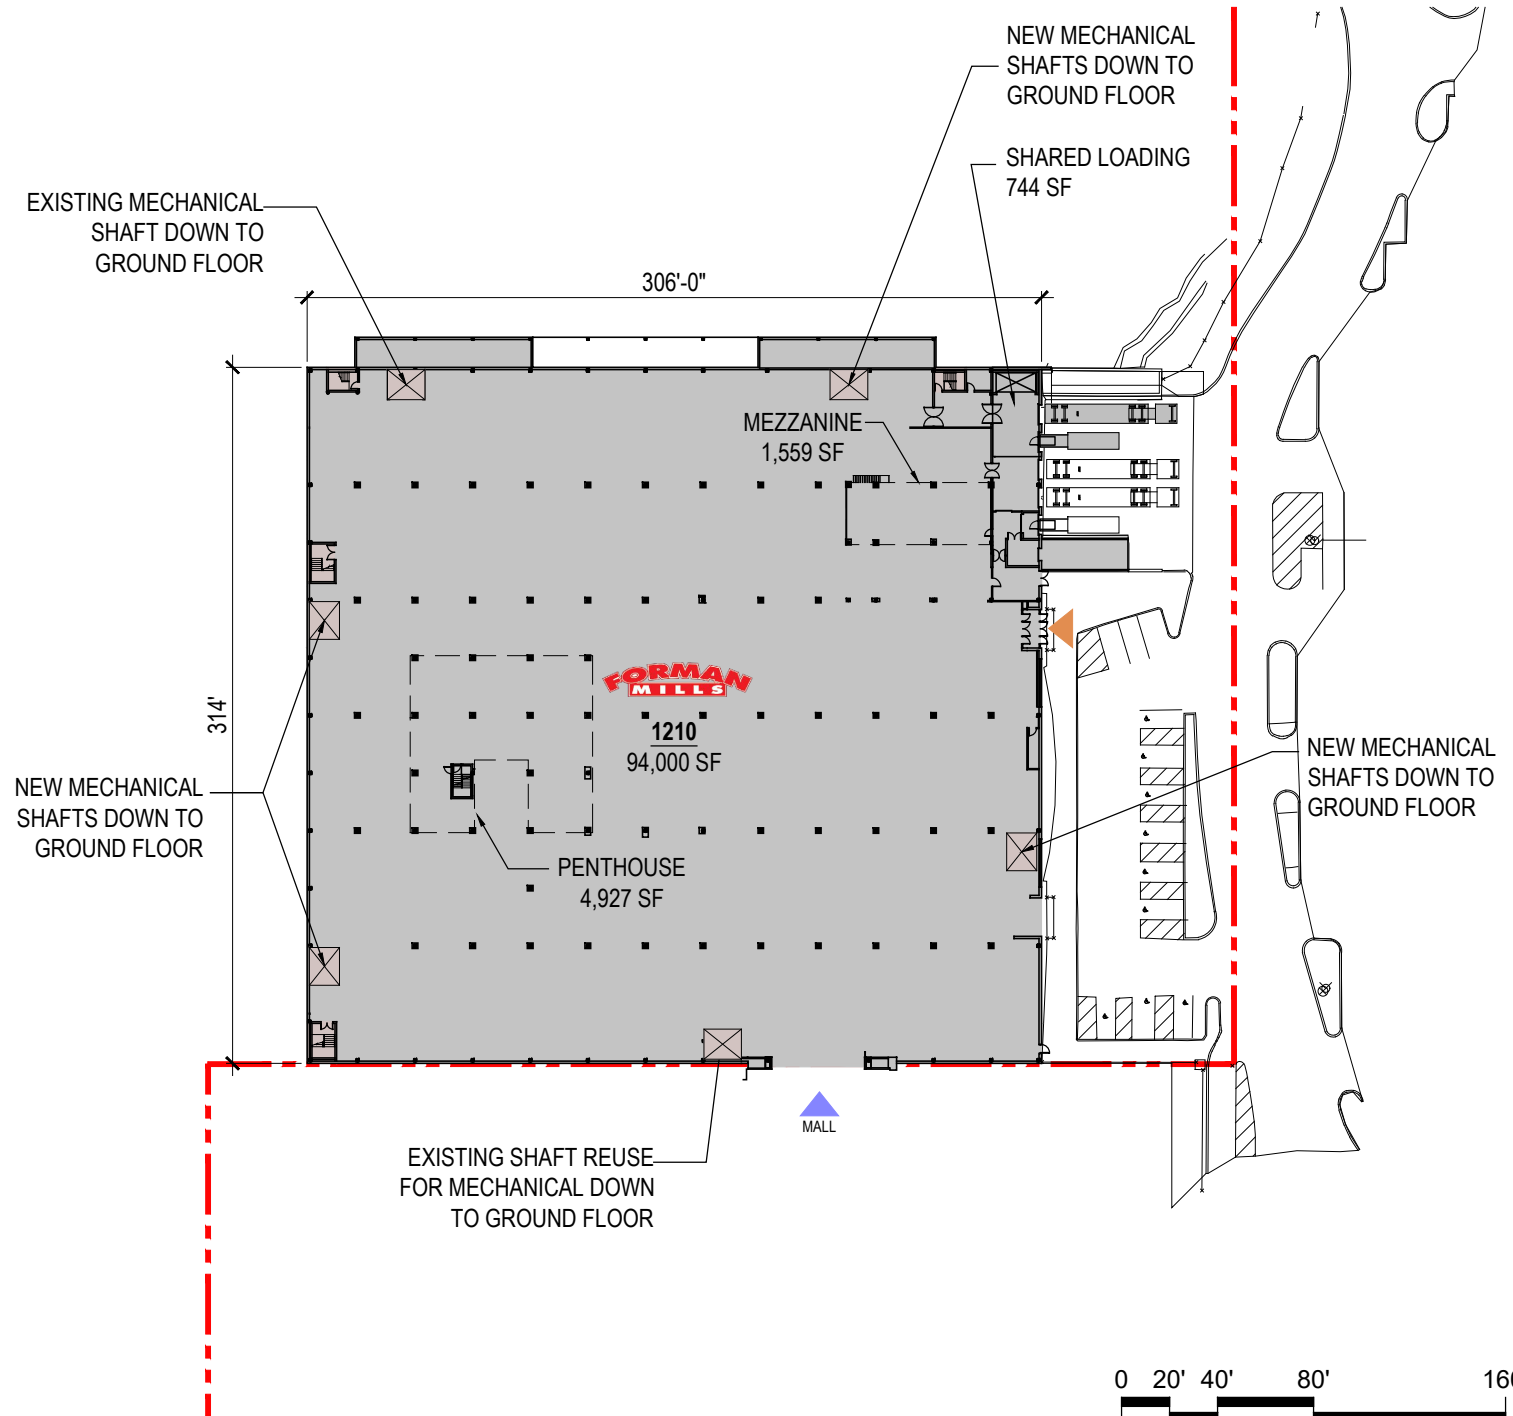 NEW MECHANICAL
SHAFTS DOWN TO
GROUND FLOOR
SHARED LOADING
744 SF
EXISTING MECHANICAL
SHAFT DOWN TO
GROUND FLOOR
306'-0"
MEZZANINE
1,559 SF
314'
FORMAN
MILLS
1210
94,000 SF
NEW MECHANICAL
SHAFTS DOWN TO
GROUND FLOOR
NEW MECHANICAL
SHAFTS DOWN TO
GROUND FLOOR
PENTHOUSE
4,927 SF
MALL
EXISTING SHAFT REUSE
FOR MECHANICAL DOWN
TO GROUND FLOOR
0 20' 40' 80'